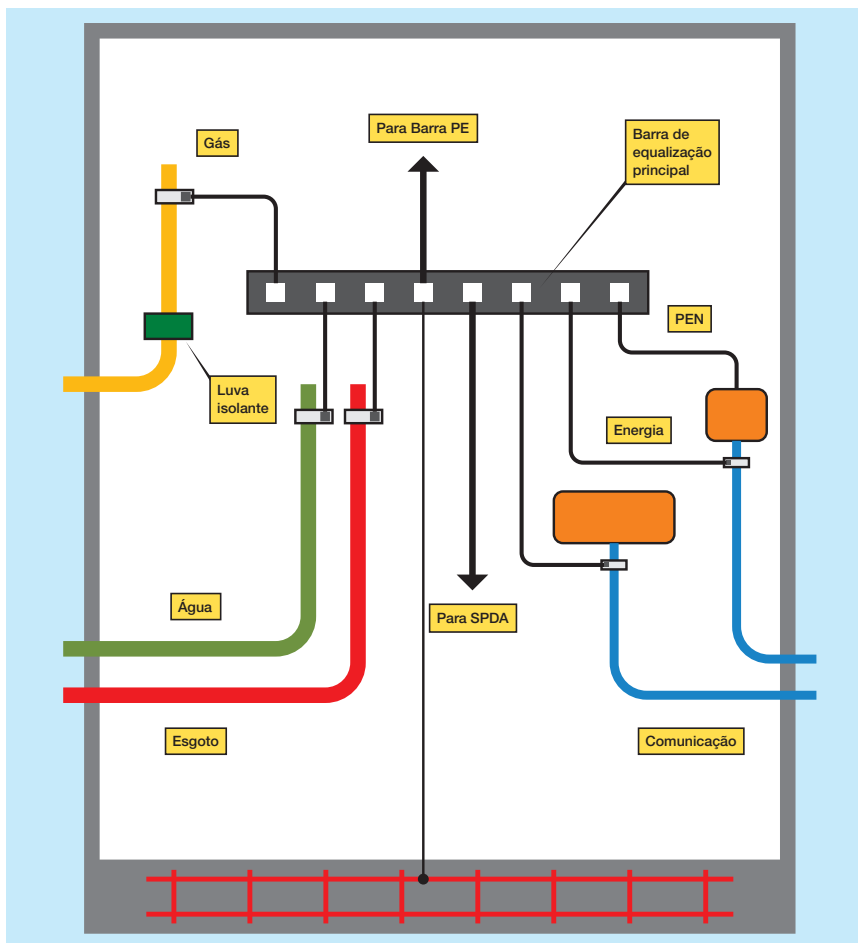 Gás
Para Barra PE
Barra de
equalização
principal
PEN
Luva
isolante
Energia
Água
Para SPDA
Esgoto
Comunicação